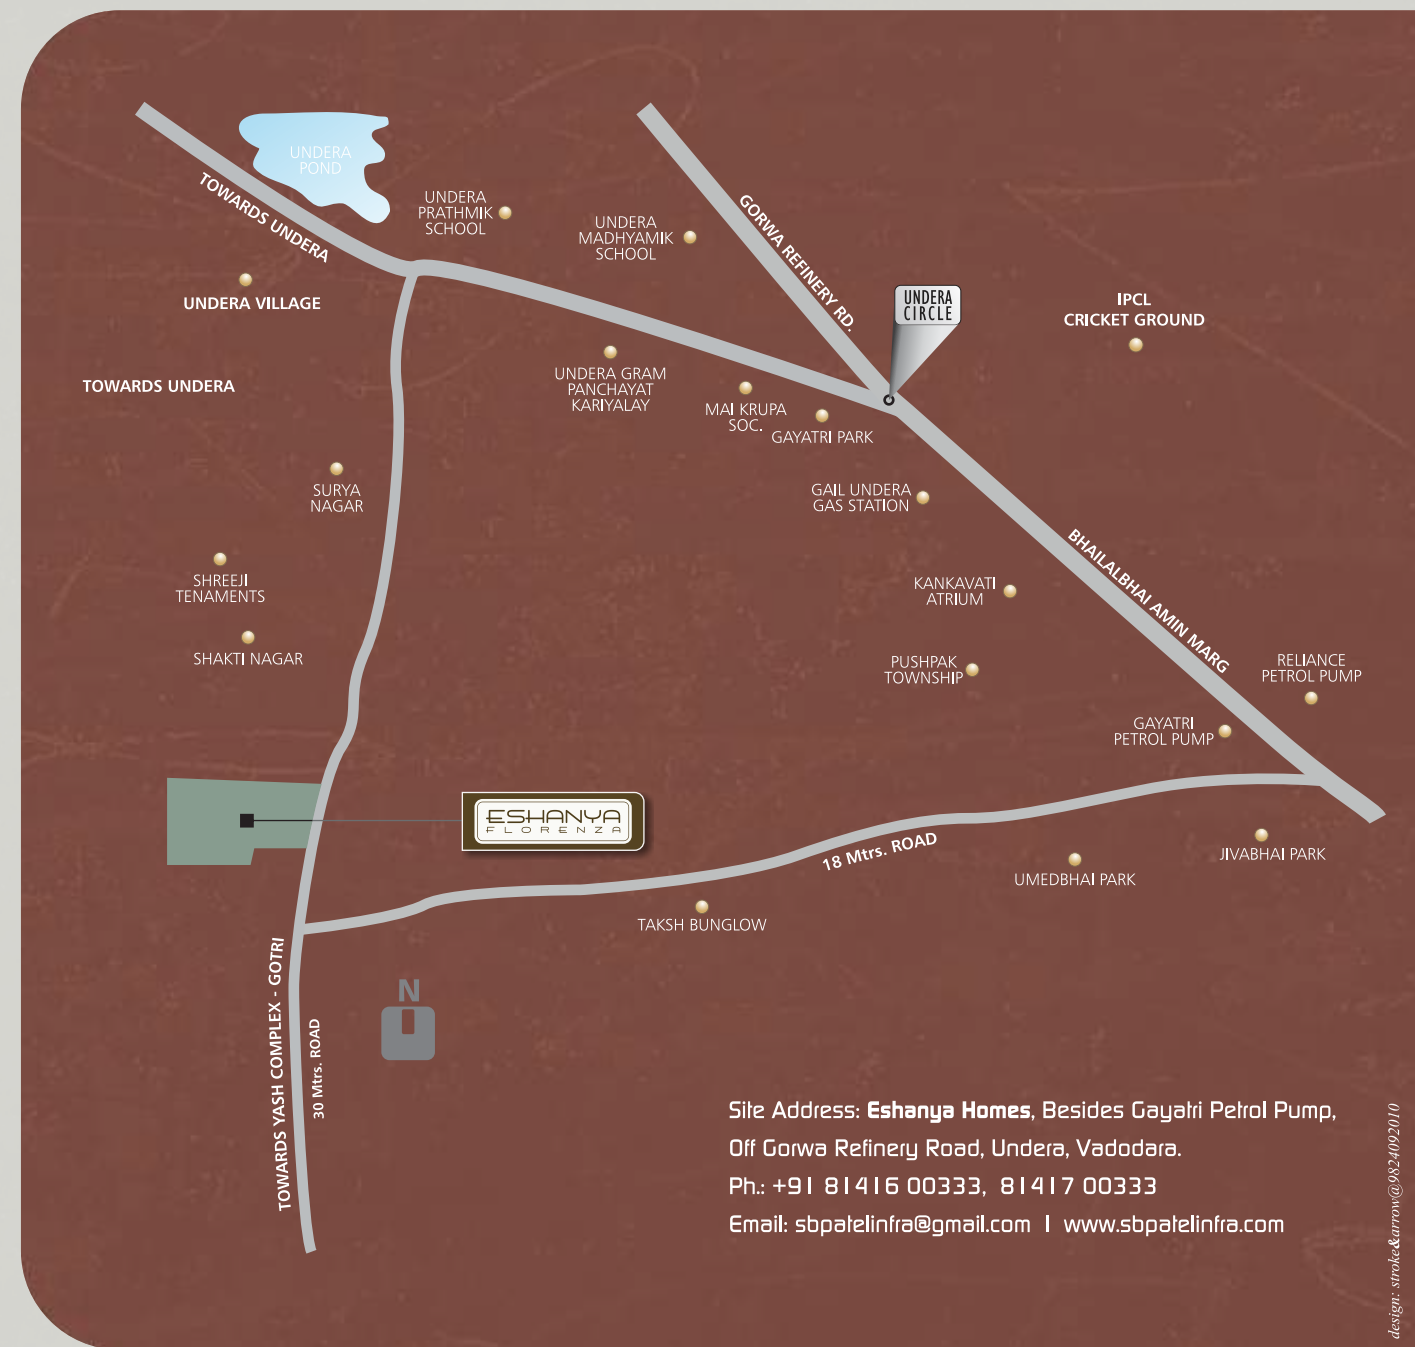 UNDERA
POND
TOWARDS UNDERA
UNDERA
PRATHMIK
SCHOOL
UNDERA
MADHYAMIK
SCHOOL
GORWA REFINERY RD.
UNDERA
CIRCLE
IPCL
CRICKET GROUND
UNDERA VILLAGE
TOWARDS UNDERA
UNDERA GRAM
PANCHAYAT
KARIYALAY
MAI KRUPA
SOC.
GAYATRI PARK
SURYA
NAGAR
GAIL UNDERA
GAS STATION
BHAILALBHAI AMIN MARG
SHREEJI
TENAMENTS
KANKAVATI
ATRIUM
SHAKTI NAGAR
PUSHPAK
TOWNSHIP
RELIANCE
PETROL PUMP
GAYATRI
PETROL PUMP
ESHANYA
FLORENZA
18 Mtrs. ROAD
JIVABHAI PARK
UMEDBHAI PARK
TAKSH BUNGLOW
TOWARDS YASH COMPLEX - GOTRI
30 Mtrs. ROAD
N
Site Address: Eshanya Homes, Besides Gayatri Petrol Pump,
Off Gorwa Refinery Road, Undera, Vadodara.
Ph.: +91 81416 00333, 81417 00333
Email: sbpatelinfra@gmail.com | www.sbpatelinfra.com
design: stroke&arrow@9824092010